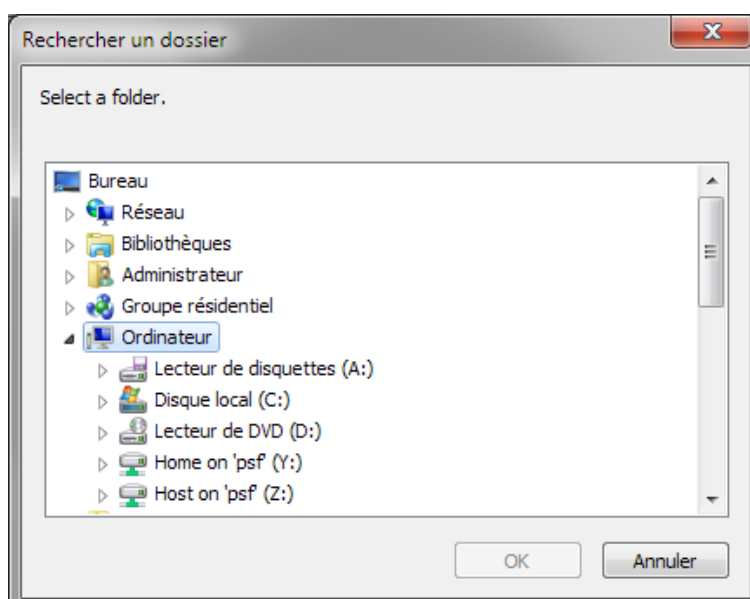 Rechercher un dossier
Select a folder.
Bureau
Réseau
Bibliothèques
Administrateur
Groupe résidentiel
Ordinateur
Lecteur de disquettes (A:)
Disque local (C:)
Lecteur de DVD (D:)
Home on 'psf' (Y:)
Host on 'psf' (Z:)
OK
Annuler